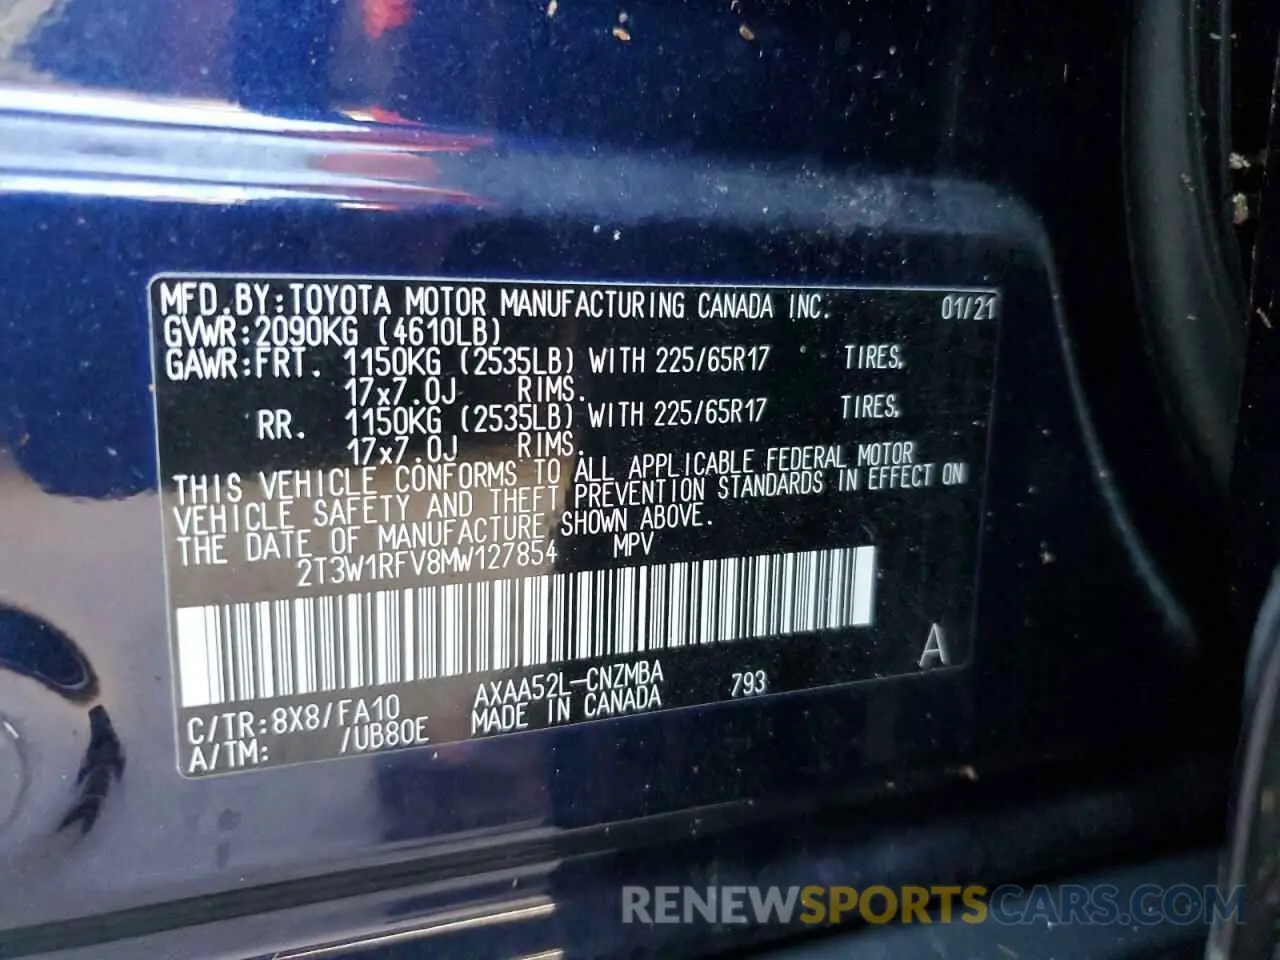 MFD.BY:TOYOTA MOTOR MANUFACTURING CANADA INC. 01/21
GVWR:2090KG (4610LB)
GAWR:FRT. 1150KG (2535LB) WITH 225/65R17 TIRES,
17x7.0J RIMS.
RR. 1150KG (2535LB) WITH 225/65R17 TIRES,
17x7.0J RIMS.
THIS VEHICLE CONFORMS TO ALL APPLICABLE FEDERAL MOTOR
VEHICLE SAFETY AND THEFT PREVENTION STANDARDS IN EFFECT ON
THE DATE OF MANUFACTURE SHOWN ABOVE.
2T3W1RFV8MW127854 MPV
A
C/TR:8X8/FA10 AXAA52L-CNZMBA 793
A/TM: /UB80E MADE IN CANADA
RENEWSPORTSCARS.COM